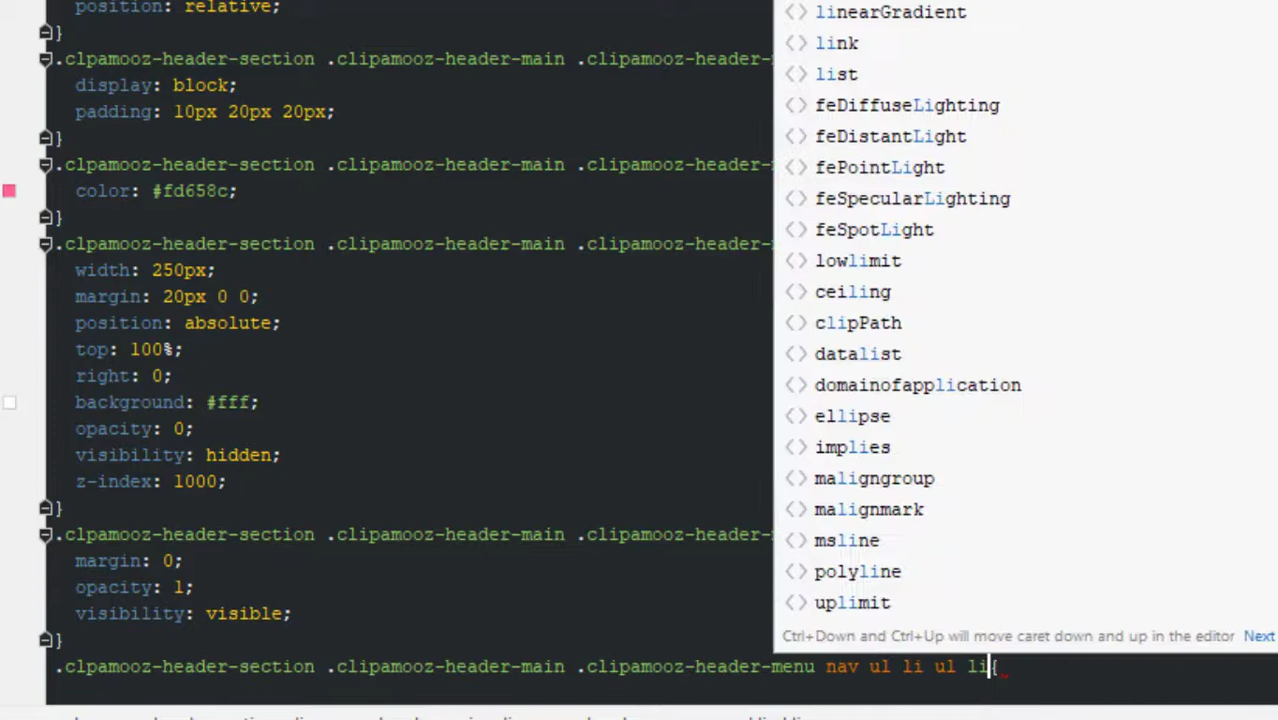 position: relative;
}
.clpamooz-header-section .clipamooz-header-main .clipamooz-header-
display: block;
padding: 10px 20px 20px;
}
.clpamooz-header-section .clipamooz-header-main .clipamooz-header-
color: #fd658c;
}
.clpamooz-header-section .clipamooz-header-main .clipamooz-header-
width: 250px;
margin: 20px 0 0;
position: absolute;
top: 100%;
right: 0;
background: #fff;
opacity: 0;
visibility: hidden;
z-index: 1000;
}
.clpamooz-header-section .clipamooz-header-main .clipamooz-header-
margin: 0;
opacity: 1;
visibility: visible;
}
.clpamooz-header-section .clipamooz-header-main .clipamooz-header-menu nav ul li ul li{
linearGradient
link
list
feDiffuseLighting
feDistantLight
fePointLight
feSpecularLighting
feSpotLight
lowlimit
ceiling
clipPath
datalist
domainofapplication
ellipse
implies
maligngroup
malignmark
msline
polyline
uplimit
Ctrl+Down and Ctrl+Up will move caret down and up in the editor Next